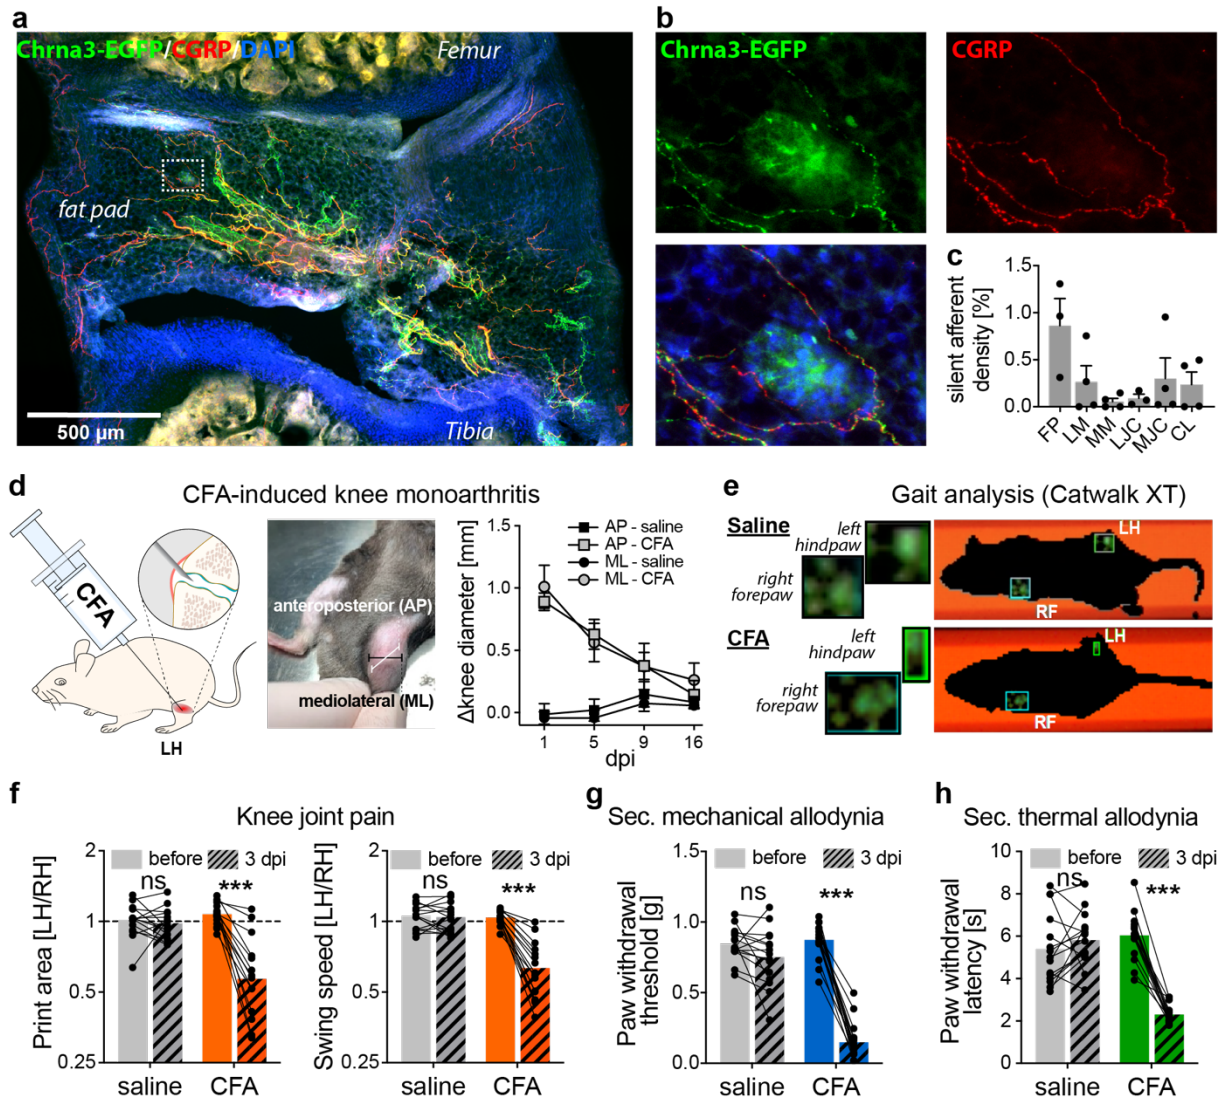 a
Chrna3-EGFP/CGRP/DAPI
Femur
fat pad
500 µm
Tibia
b
Chrna3-EGFP
CGRP
c
silent afferent
density [%]
1.5
1.0
0.5
0.0
FP
LM
MM
LJC
MJC
CL
d
CFA-induced knee monoarthritis
CFA
LH
anteroposterior (AP)
mediolateral (ML)
Δknee diameter [mm]
1.5
1.0
0.5
0.0
AP - saline
AP - CFA
ML - saline
ML - CFA
1
5
9
16
dpi
e
Gait analysis (Catwalk XT)
Saline
left
hindpaw
right
forepaw
LH
RF
CFA
left
hindpaw
right
forepaw
LH
RF
f
Knee joint pain
Print area [LH/RH]
2
1
0.5
0.25
before
3 dpi
ns
***
saline
CFA
Swing speed [LH/RH]
2
1
0.5
0.25
before
3 dpi
ns
***
saline
CFA
g
Sec. mechanical allodynia
Paw withdrawal
threshold [g]
1.5
1.0
0.5
0.0
before
3 dpi
ns
***
saline
CFA
h
Sec. thermal allodynia
Paw withdrawal
latency [s]
10
8
6
4
2
0
before
3 dpi
ns
***
saline
CFA